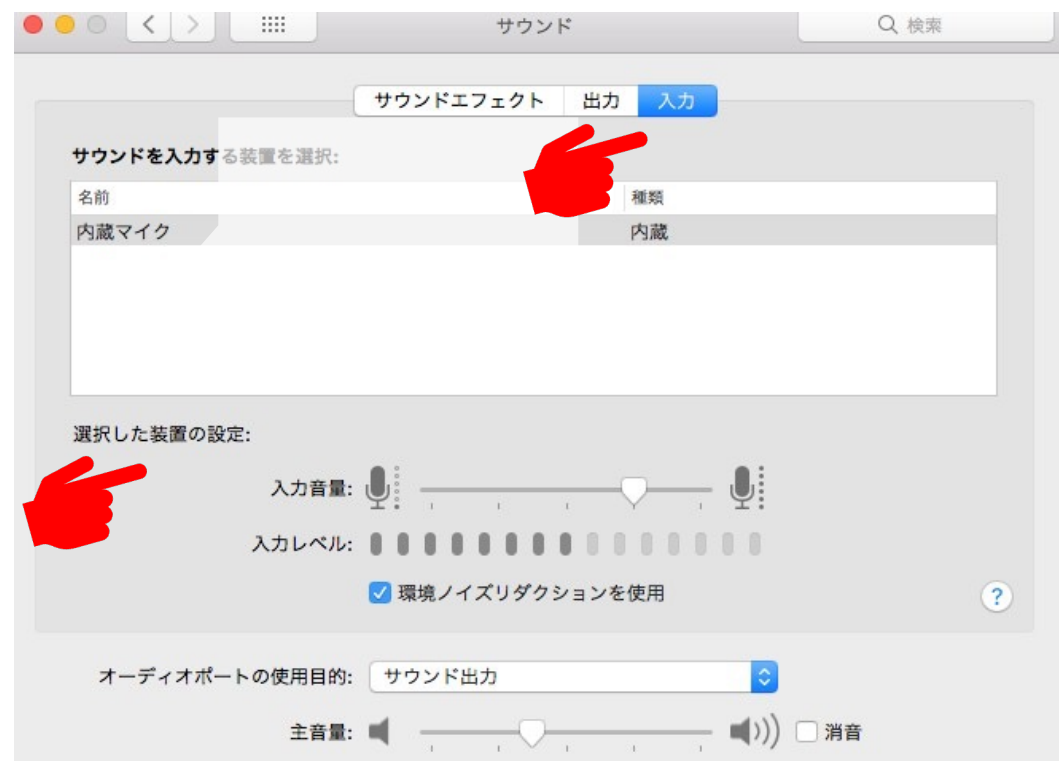 サウンド
検索
サウンドエフェクト 出力 入力
サウンドを入力する装置を選択:
名前 種類
内蔵マイク 内蔵
選択した装置の設定:
入力音量:
入力レベル:
環境ノイズリダクションを使用
?
オーディオポートの使用目的: サウンド出力
主音量: 消音